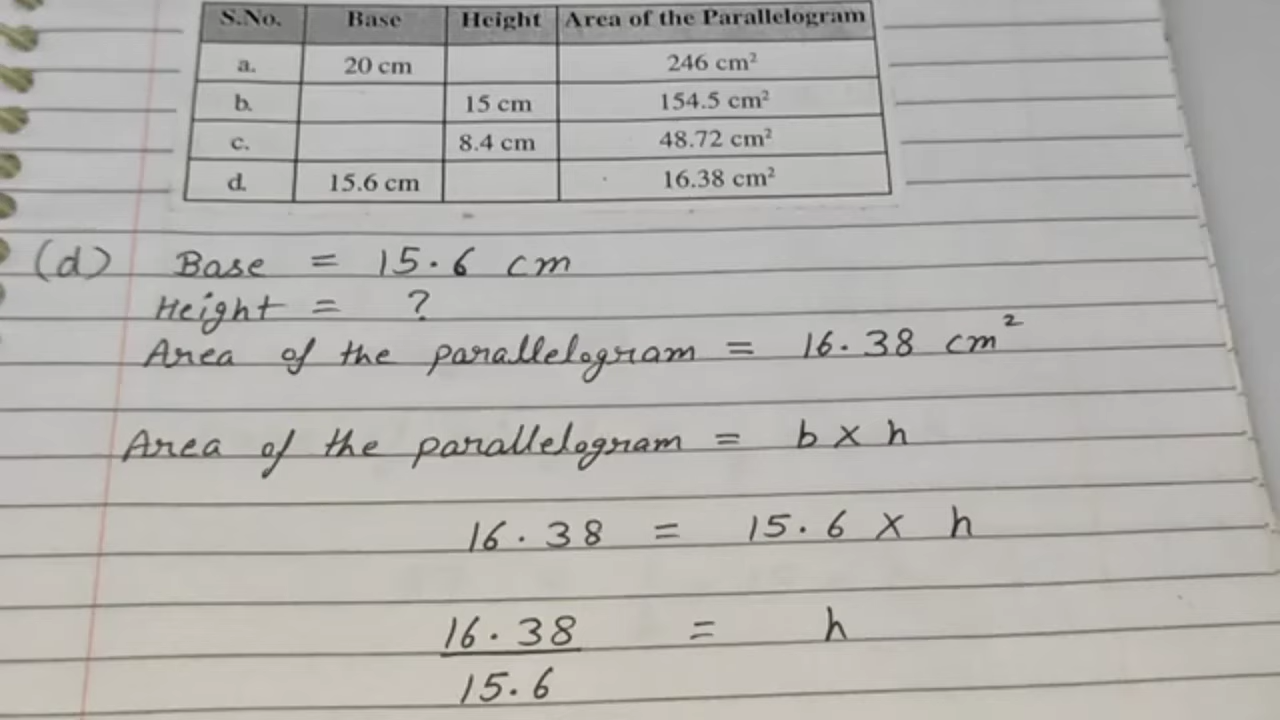 S.No. Base Height Area of the Parallelogram
a. 20 cm 246 cm²
b. 15 cm 154.5 cm²
c. 8.4 cm 48.72 cm²
d. 15.6 cm 16.38 cm²
(d) Base = 15.6 cm
Height = ?
Area of the parallelogram = 16.38 cm²
Area of the parallelogram = b × h
16.38 = 15.6 × h
16.38 = h
15.6